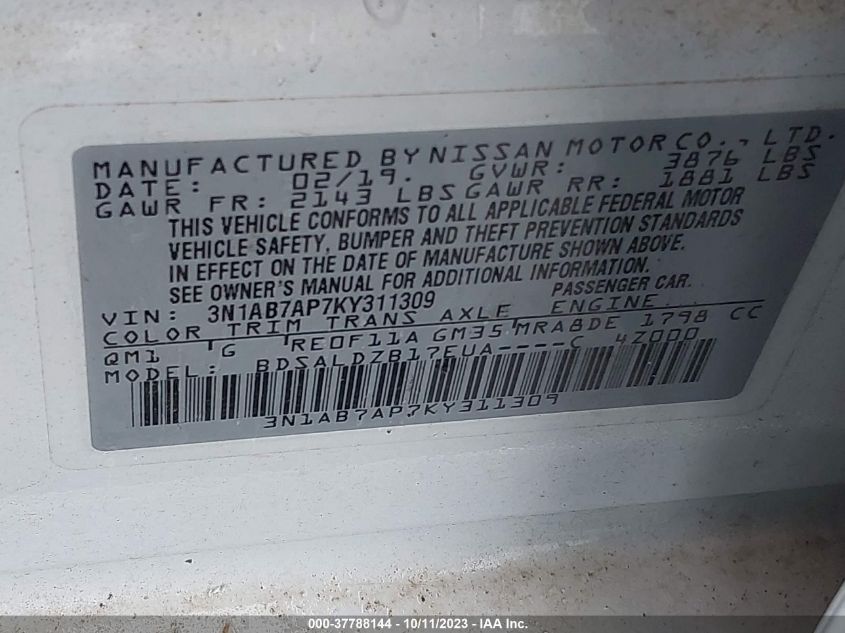 MANUFACTURED BY NISSAN MOTOR CO., LTD.
DATE: 02/19. GVWR: 3876 LBS
GAWR FR: 2143 LBS GAWR RR: 1881 LBS
THIS VEHICLE CONFORMS TO ALL APPLICABLE FEDERAL MOTOR
VEHICLE SAFETY, BUMPER AND THEFT PREVENTION STANDARDS
IN EFFECT ON THE DATE OF MANUFACTURE SHOWN ABOVE.
SEE OWNER'S MANUAL FOR ADDITIONAL INFORMATION.
PASSENGER CAR.
VIN: 3N1AB7AP7KY311309
COLOR TRIM TRANS AXLE ENGINE
QM1 G RE0F11A GM35 MRA8DE 1798 CC
MODEL: BDSALDZB17EUA----C 4Z000
3N1AB7AP7KY311309
000-37788144 - 10/11/2023 - IAA Inc.